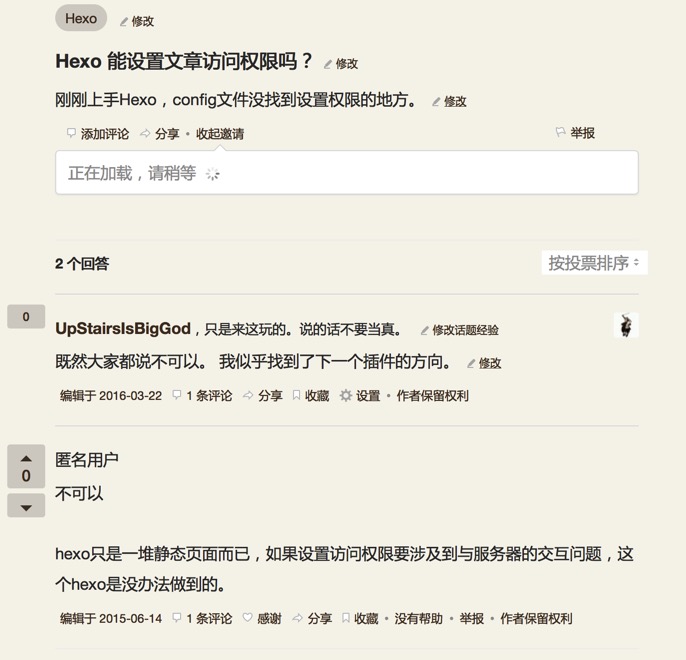 Hexo 修改
Hexo 能设置文章访问权限吗？ 修改
刚刚上手Hexo，config文件没找到设置权限的地方。 修改
添加评论 分享 • 收起邀请 举报
正在加载，请稍等
2 个回答 按投票排序
0
UpStairsIsBigGod，只是来这玩的。说的话不要当真。 修改话题经验
既然大家都说不可以。 我似乎找到了下一个插件的方向。 修改
编辑于 2016-03-22 1 条评论 分享 收藏 设置 • 作者保留权利
匿名用户
0
不可以
hexo只是一堆静态页面而已，如果设置访问权限要涉及到与服务器的交互问题，这
个hexo是没办法做到的。
编辑于 2015-06-14 1 条评论 感谢 分享 收藏 • 没有帮助 • 举报 • 作者保留权利